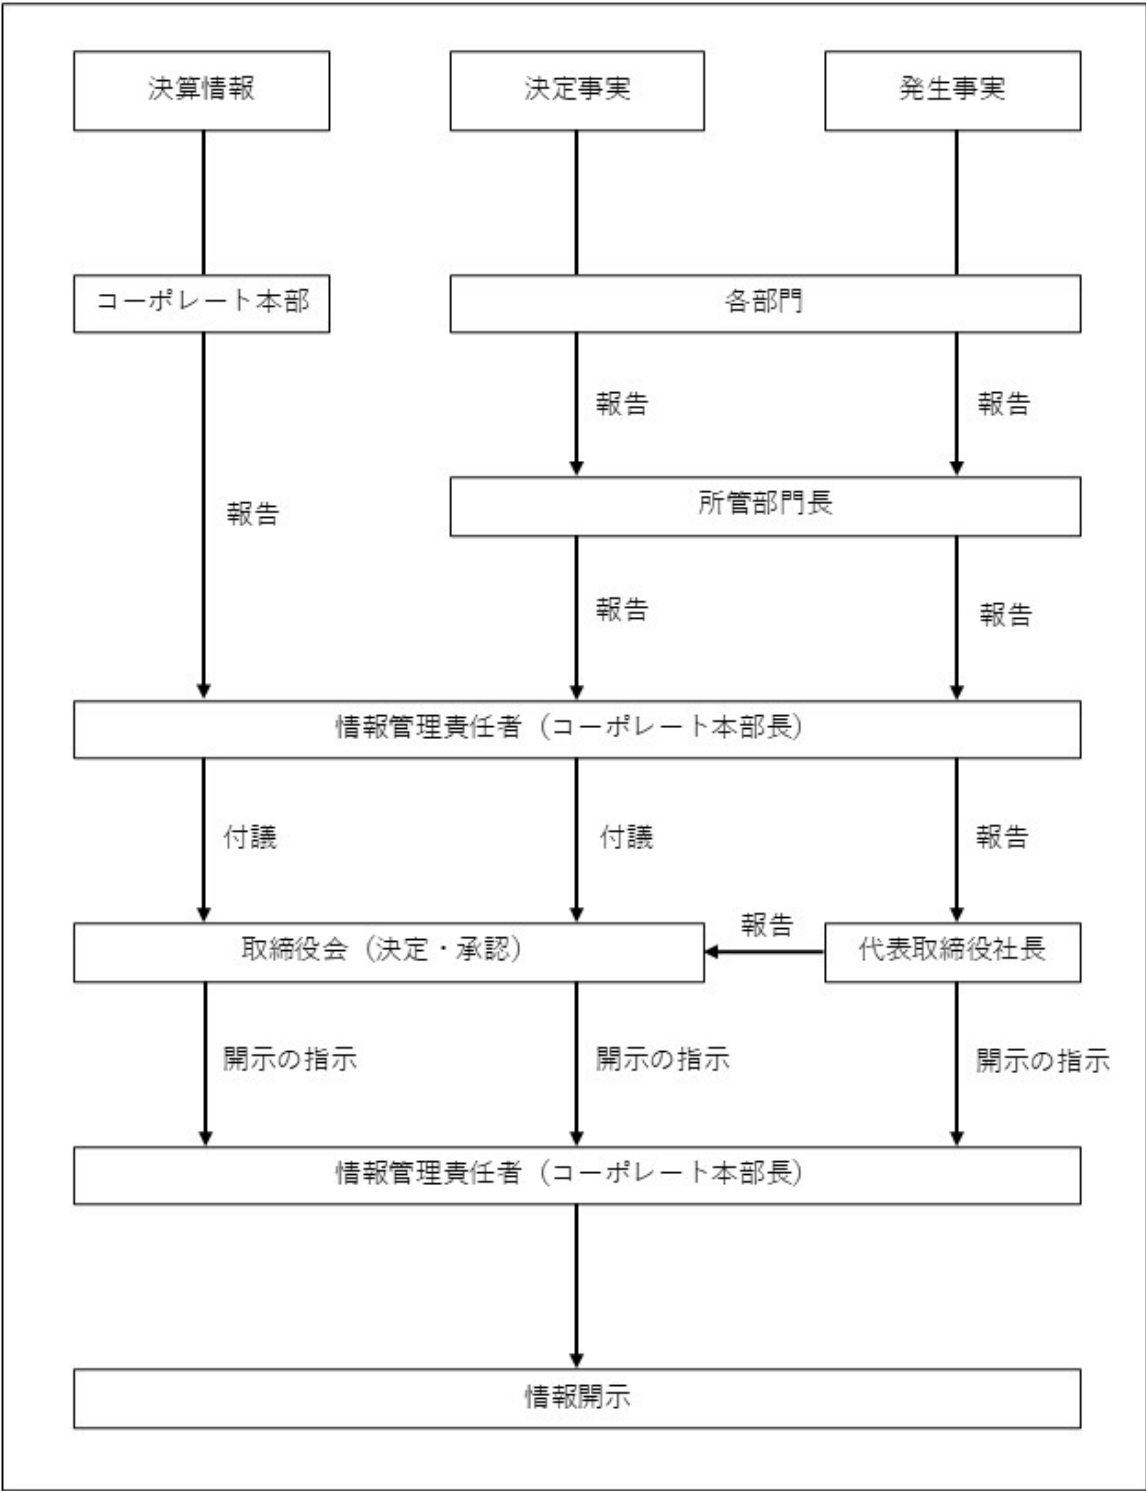 決算情報
決定事実
発生事実
コーポレート本部
各部門
報告
報告
報告
所管部門長
報告
報告
情報管理責任者（コーポレート本部長）
付議
付議
報告
取締役会（決定・承認）
報告
代表取締役社長
開示の指示
開示の指示
開示の指示
情報管理責任者（コーポレート本部長）
情報開示